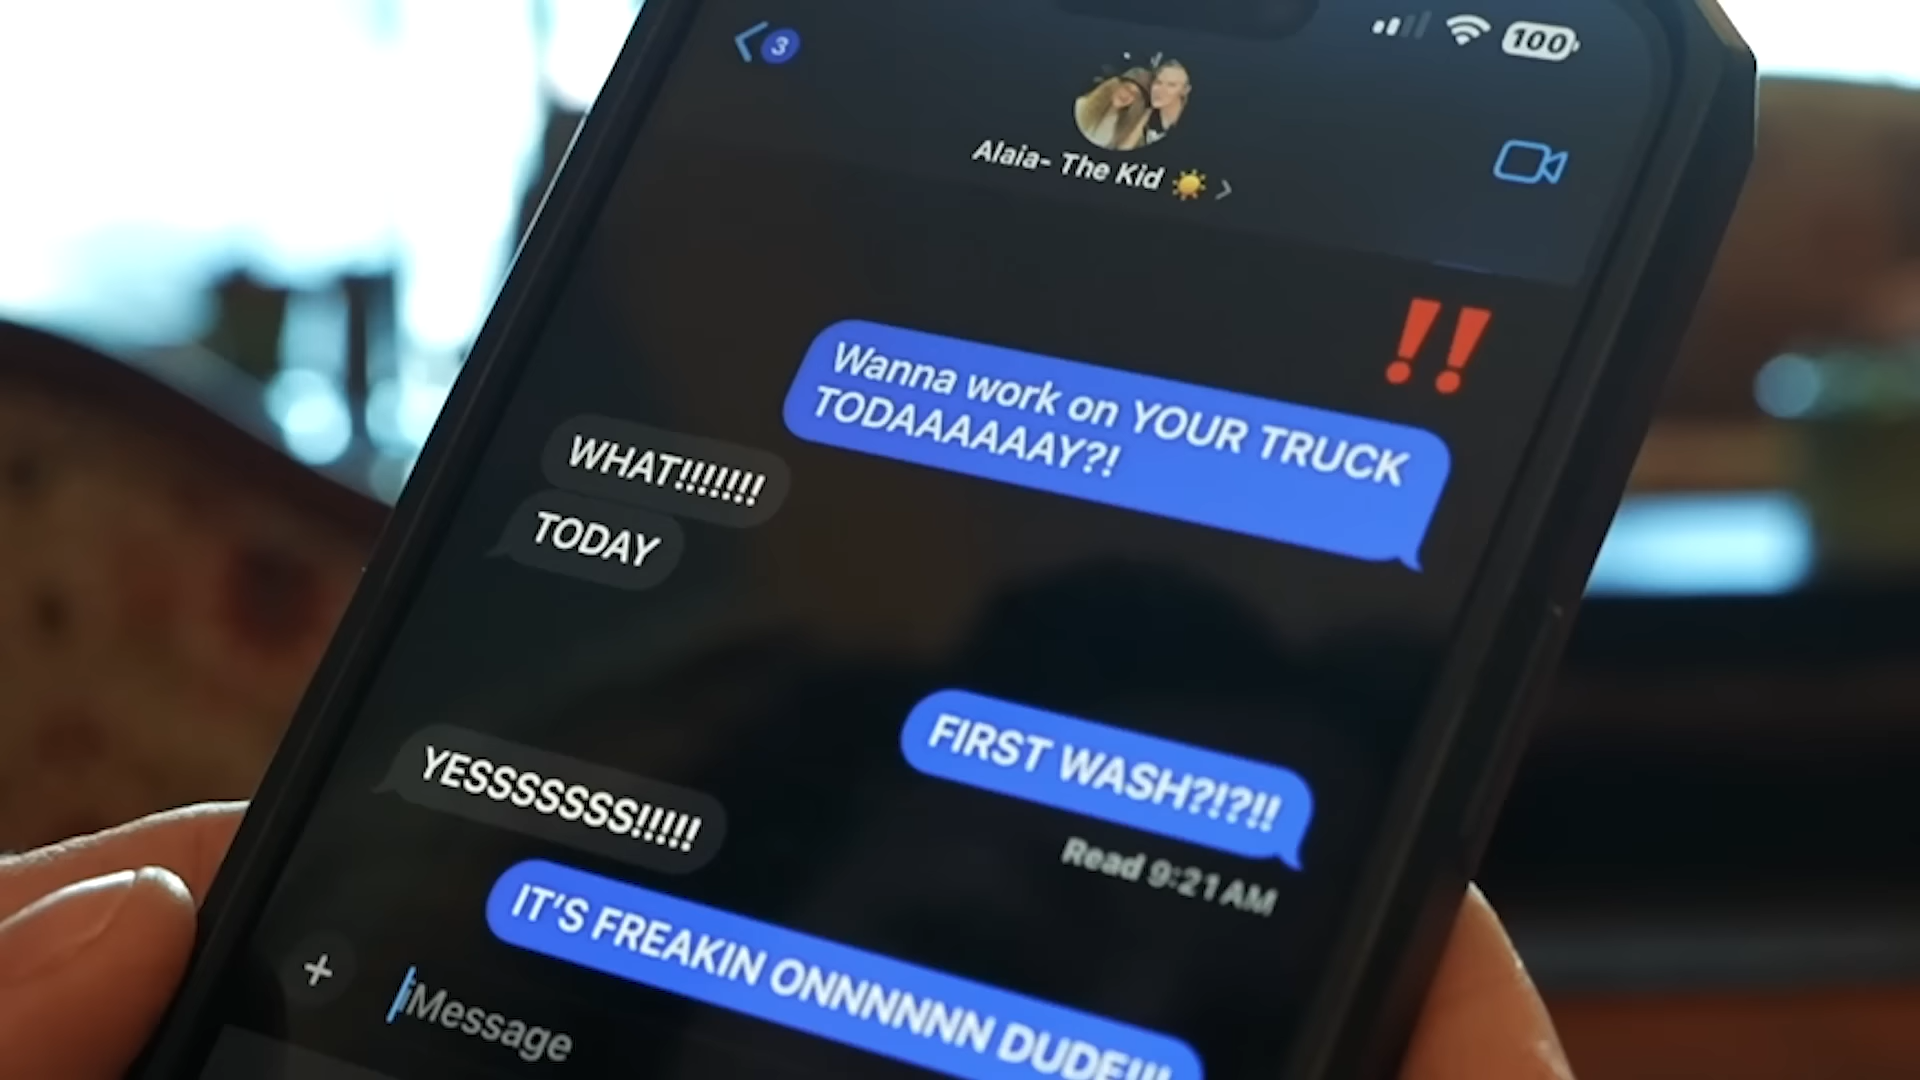 3
100
Alaia- The Kid
Wanna work on YOUR TRUCK
TODAAAAAAY?!
WHAT!!!!!!!
TODAY
FIRST WASH?!?!!
Read 9:21 AM
YESSSSSSS!!!!!
IT'S FREAKIN ONNNNNN DUDE!!!
iMessage